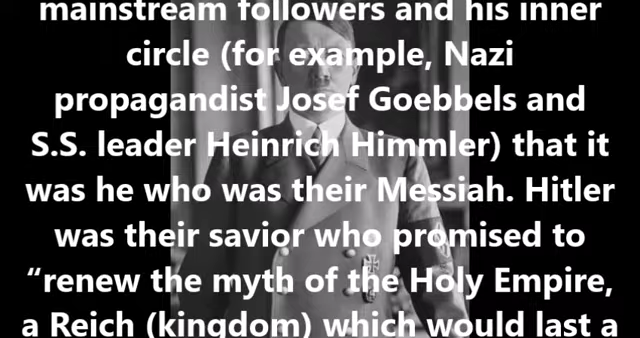 mainstream followers and his inner
circle (for example, Nazi
propagandist Josef Goebbels and
S.S. leader Heinrich Himmler) that it
was he who was their Messiah. Hitler
was their savior who promised to
“renew the myth of the Holy Empire,
a Reich (kingdom) which would last a